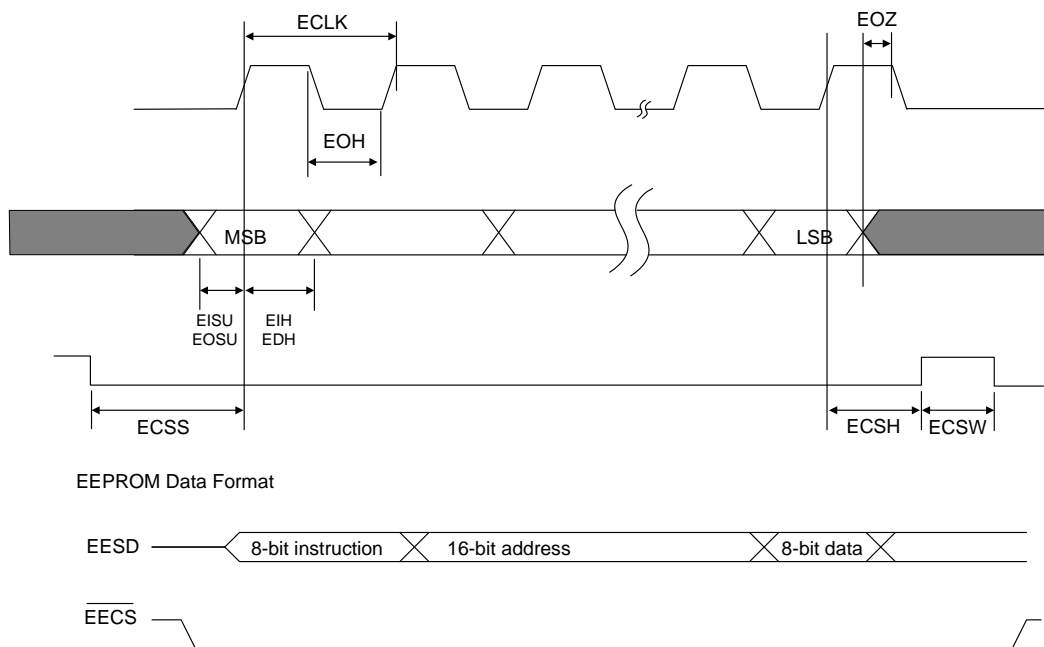 ECLK
EOZ
EOH
MSB
LSB
EISU
EOSU
EIH
EDH
ECSS
ECSH
ECSW
EEPROM Data Format
EESD
8-bit instruction
16-bit address
8-bit data
EECS